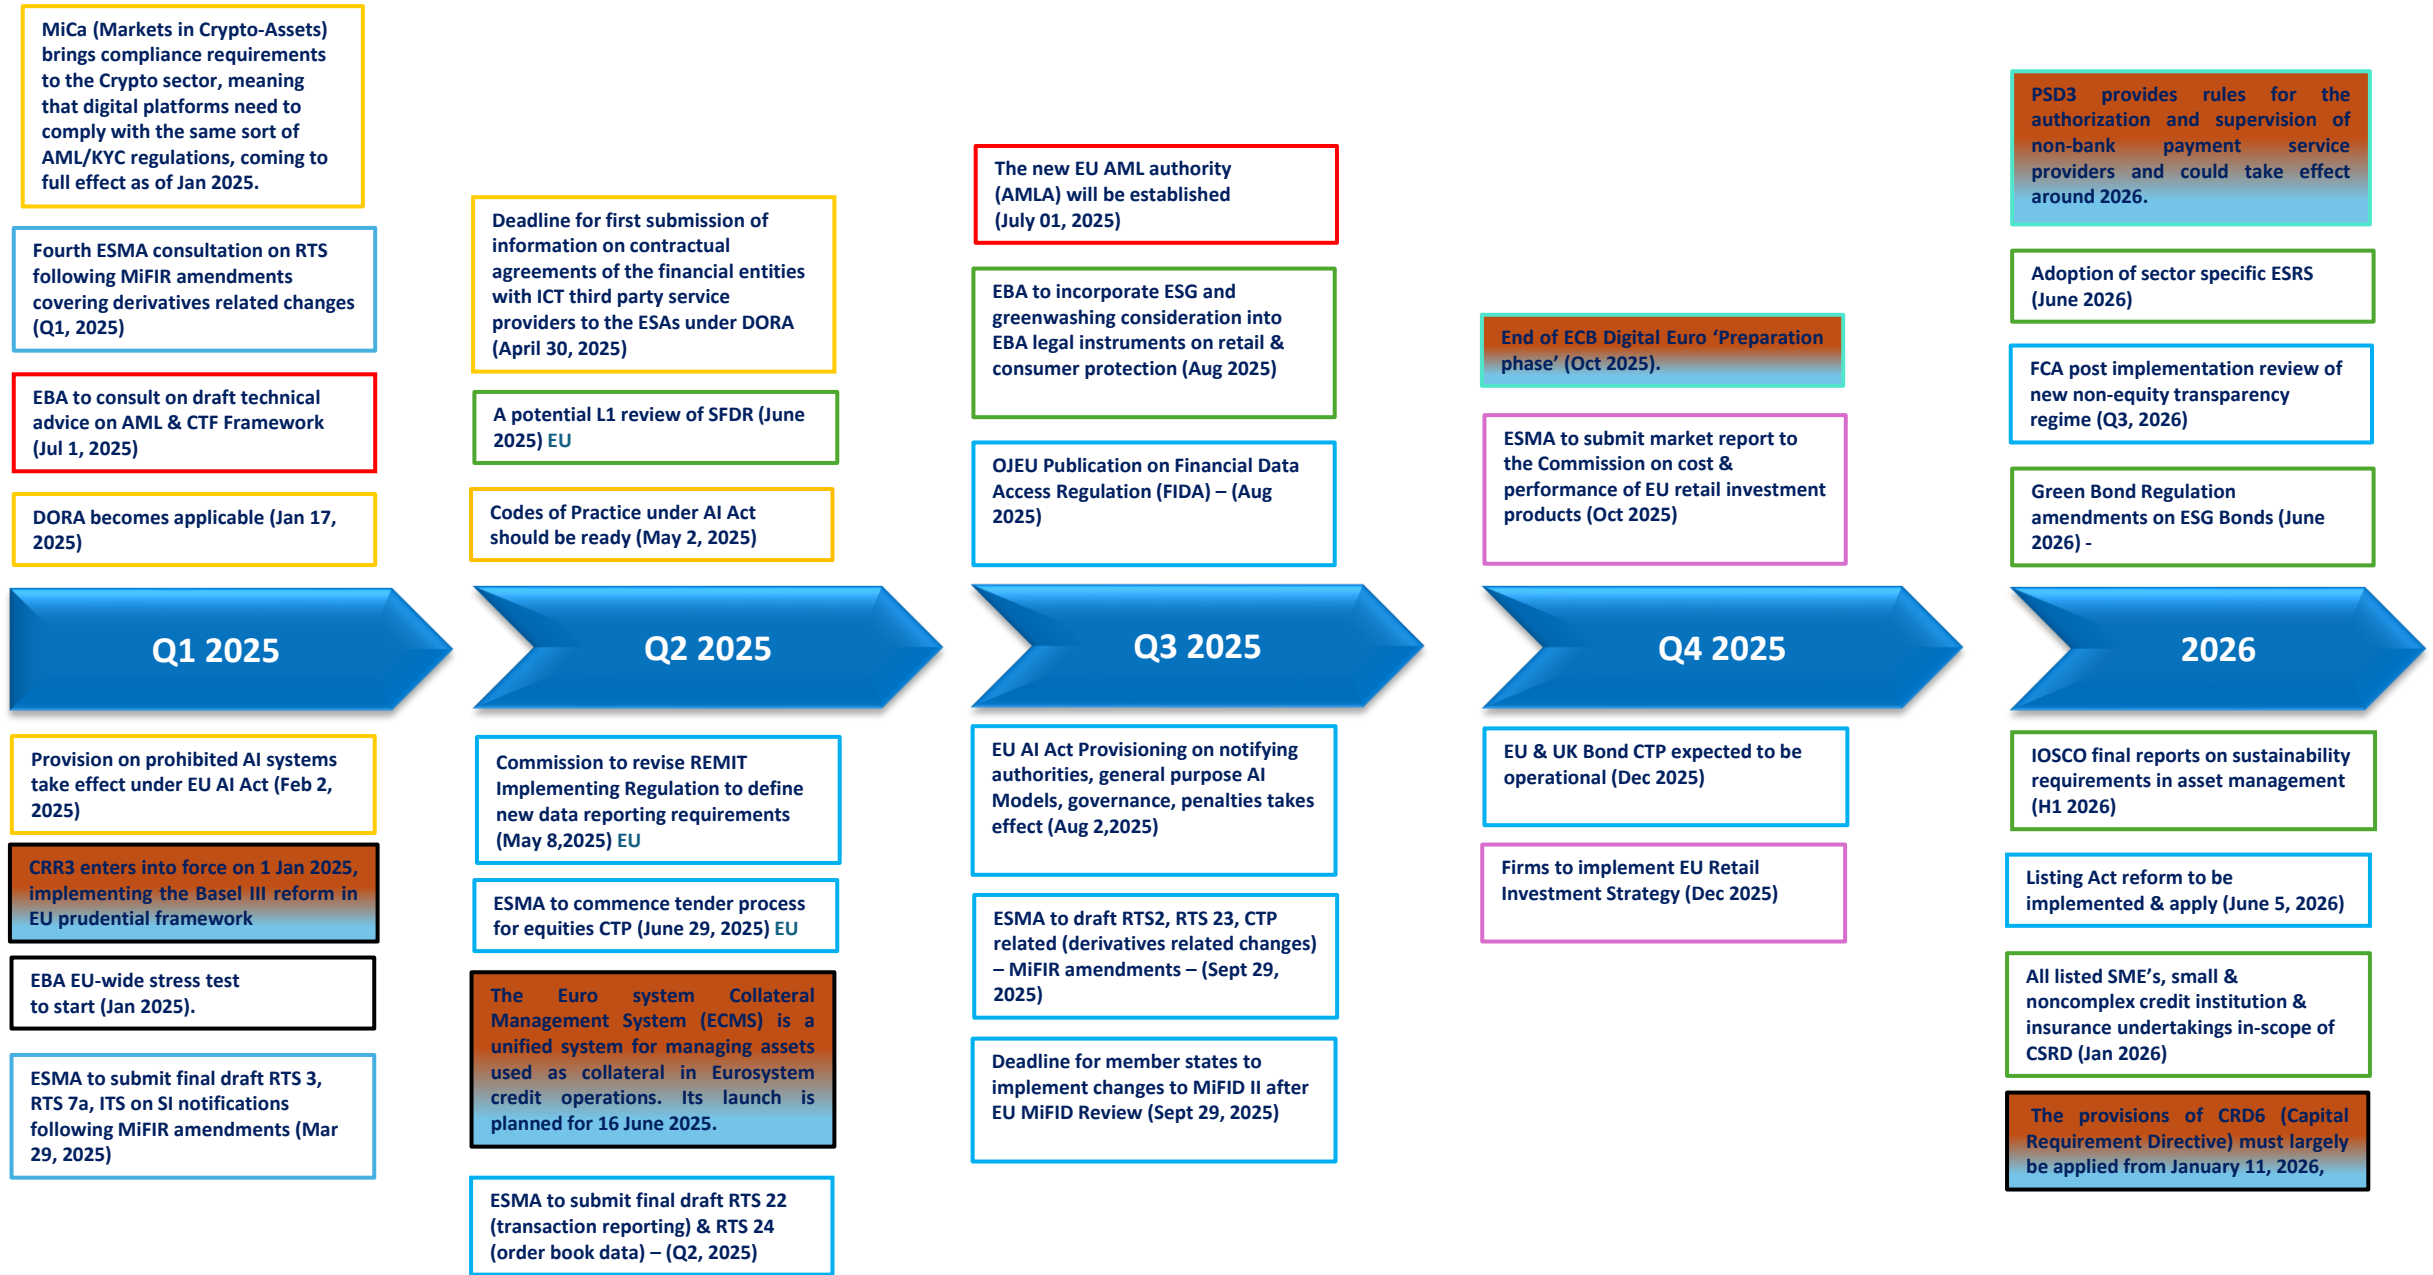 MiCa (Markets in Crypto-Assets)
brings compliance requirements
to the Crypto sector, meaning
that digital platforms need to
comply with the same sort of
AML/KYC regulations, coming to
full effect as of Jan 2025.
Fourth ESMA consultation on RTS
following MiFIR amendments
covering derivatives related changes
(Q1, 2025)
EBA to consult on draft technical
advice on AML & CTF Framework
(Jul 1, 2025)
DORA becomes applicable (Jan 17,
2025)
Q1 2025
Provision on prohibited AI systems
take effect under EU AI Act (Feb 2,
2025)
CRR3 enters into force on 1 Jan 2025,
implementing the Basel III reform in
EU prudential framework
EBA EU-wide stress test
to start (Jan 2025).
ESMA to submit final draft RTS 3,
RTS 7a, ITS on SI notifications
following MiFIR amendments (Mar
29, 2025)
Deadline for first submission of
information on contractual
agreements of the financial entities
with ICT third party service
providers to the ESAs under DORA
(April 30, 2025)
A potential L1 review of SFDR (June
2025) EU
Codes of Practice under AI Act
should be ready (May 2, 2025)
Q2 2025
Commission to revise REMIT
Implementing Regulation to define
new data reporting requirements
(May 8,2025) EU
ESMA to commence tender process
for equities CTP (June 29, 2025) EU
The Euro system Collateral
Management System (ECMS) is a
unified system for managing assets
used as collateral in Eurosystem
credit operations. Its launch is
planned for 16 June 2025.
ESMA to submit final draft RTS 22
(transaction reporting) & RTS 24
(order book data) – (Q2, 2025)
The new EU AML authority
(AMLA) will be established
(July 01, 2025)
EBA to incorporate ESG and
greenwashing consideration into
EBA legal instruments on retail &
consumer protection (Aug 2025)
OJEU Publication on Financial Data
Access Regulation (FIDA) – (Aug
2025)
Q3 2025
EU AI Act Provisioning on notifying
authorities, general purpose AI
Models, governance, penalties takes
effect (Aug 2,2025)
ESMA to draft RTS2, RTS 23, CTP
related (derivatives related changes)
– MiFIR amendments – (Sept 29,
2025)
Deadline for member states to
implement changes to MiFID II after
EU MiFID Review (Sept 29, 2025)
End of ECB Digital Euro ‘Preparation
phase’ (Oct 2025).
ESMA to submit market report to
the Commission on cost &
performance of EU retail investment
products (Oct 2025)
Q4 2025
EU & UK Bond CTP expected to be
operational (Dec 2025)
Firms to implement EU Retail
Investment Strategy (Dec 2025)
PSD3 provides rules for the
authorization and supervision of
non-bank payment service
providers and could take effect
around 2026.
Adoption of sector specific ESRS
(June 2026)
FCA post implementation review of
new non-equity transparency
regime (Q3, 2026)
Green Bond Regulation
amendments on ESG Bonds (June
2026) -
2026
IOSCO final reports on sustainability
requirements in asset management
(H1 2026)
Listing Act reform to be
implemented & apply (June 5, 2026)
All listed SME’s, small &
noncomplex credit institution &
insurance undertakings in-scope of
CSRD (Jan 2026)
The provisions of CRD6 (Capital
Requirement Directive) must largely
be applied from January 11, 2026,